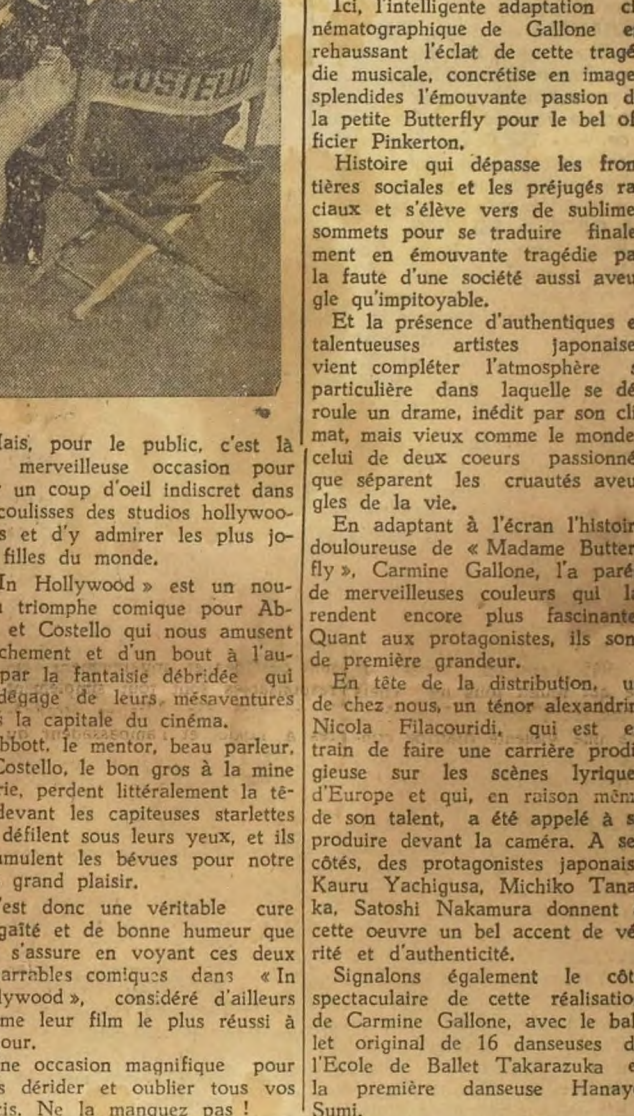 COSTELLO
Mais, pour le public, c'est là
merveilleuse occasion pour
un coup d'oeil indiscret dans
coulisses des studios hollywoo-
s et d'y admirer les plus jo-
filles du monde.
In Hollywood » est un nou-
triomphe comique pour Ab-
et Costello qui nous amusent
chement et d'un bout à l'au-
par la fantaisie débridée qui
dégage de leurs mésaventures
s la capitale du cinéma.
bbott, le mentor, beau parleur,
Costello, le bon gros à la mine
rie, perdent littéralement la tê-
devant les capiteuses starlettes
défilent sous leurs yeux, et ils
umulent les bévues pour notre
grand plaisir.
'est donc une véritable cure
gaîté et de bonne humeur que
s'assure en voyant ces deux
arrables comiques dans « In
lywood », considéré d'ailleurs
me leur film le plus réussi à
our.
ne occasion magnifique pour
s dérider et oublier tous vos
cis. Ne la manquez pas !
Ici, l'intelligente adaptation ci
nématographique de Gallone e
rehaussant l'éclat de cette tragé
die musicale, concrétise en image
splendides l'émouvante passion d
la petite Butterfly pour le bel of
ficier Pinkerton.
Histoire qui dépasse les fron
tières sociales et les préjugés ra
ciaux et s'élève vers de sublime
sommets pour se traduire finale
ment en émouvante tragédie pa
la faute d'une société aussi aveu
gle qu'impitoyable.
Et la présence d'authentiques e
talentueuses artistes japonaise
vient compléter l'atmosphère s
particulière dans laquelle se dé
roule un drame, inédit par son cli
mat, mais vieux comme le monde
celui de deux coeurs passionné
que séparent les cruautés aveu
gles de la vie.
En adaptant à l'écran l'histoir
douloureuse de « Madame Butter
fly », Carmine Gallone, l'a paré
de merveilleuses couleurs qui la
rendent encore plus fascinante
Quant aux protagonistes, ils son
de première grandeur.
En tête de la distribution, u
de chez nous, un ténor alexandrin
Nicola Filacouridi, qui est e
train de faire une carrière prodi
gieuse sur les scènes lyrique
d'Europe et qui, en raison mêm
de son talent, a été appelé à s
produire devant la caméra. A se
côtés, des protagonistes japonais
Kauru Yachigusa, Michiko Tana
ka, Satoshi Nakamura donnent
cette oeuvre un bel accent de vé
rité et d'authenticité.
Signalons également le côt
spectaculaire de cette réalisatio
de Carmine Gallone, avec le bal
let original de 16 danseuses d
l'Ecole de Ballet Takarazuka e
la première danseuse Hanay
Sumi.